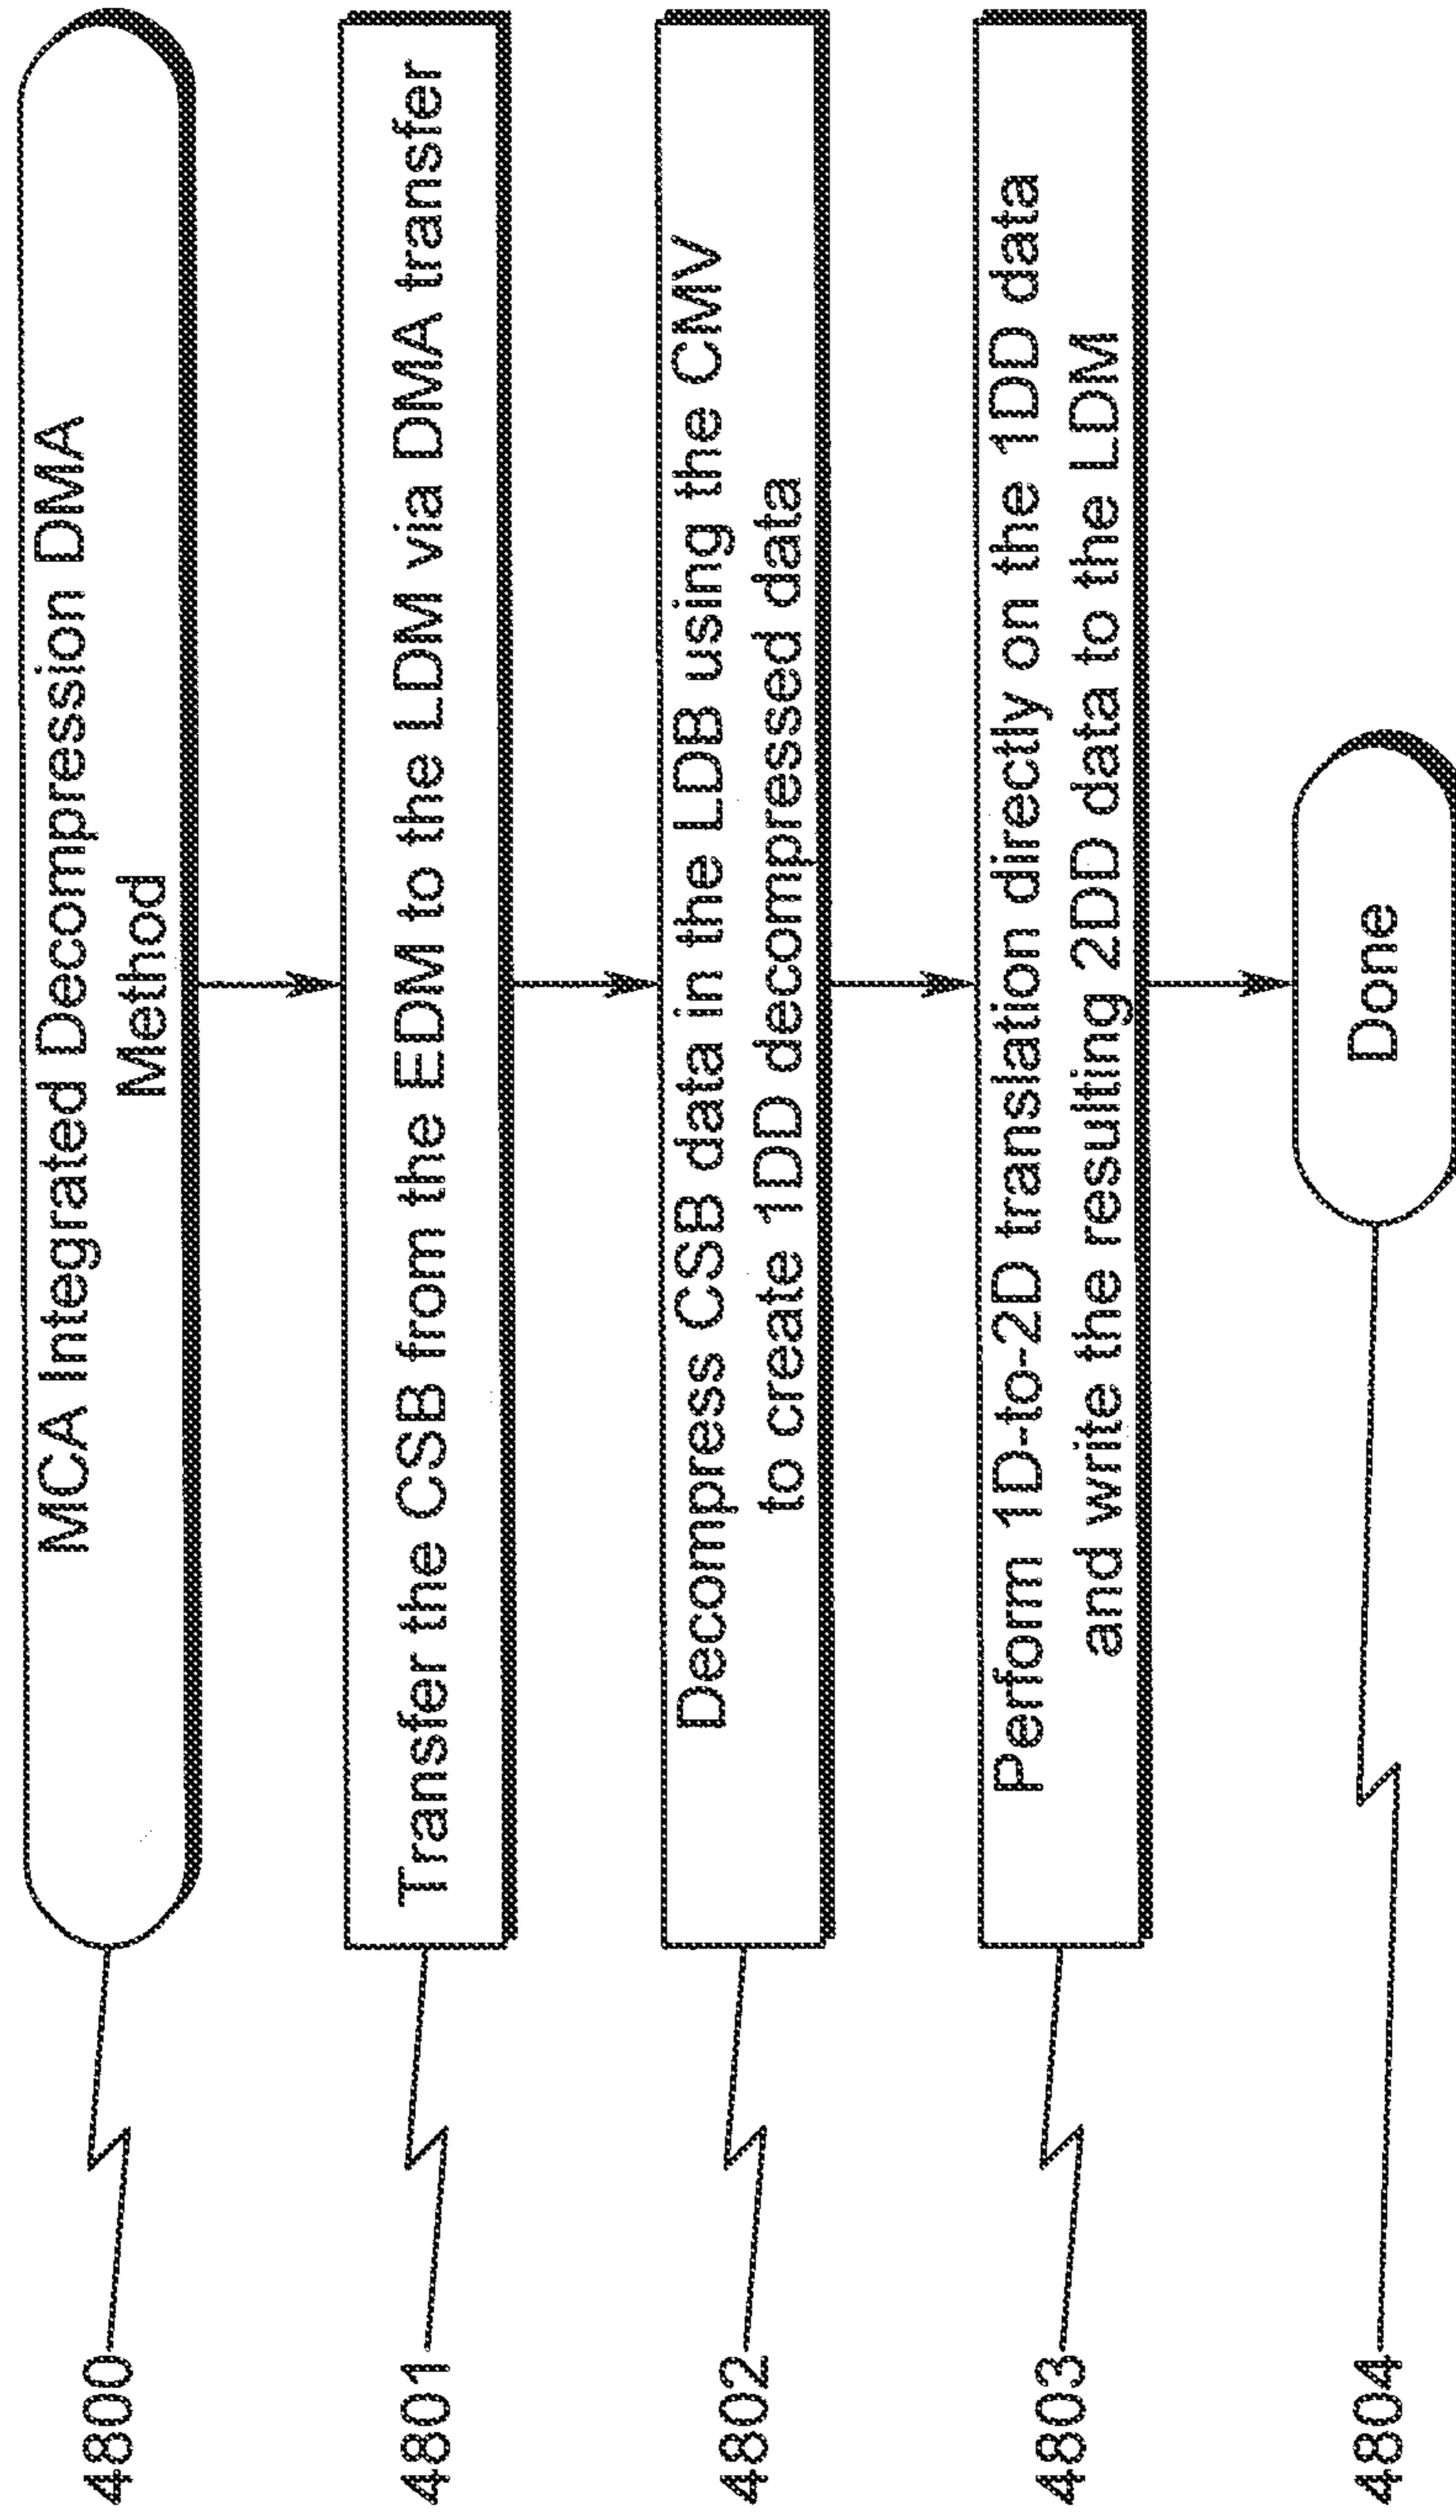 4800
MCA Integrated Decompression DMA
Method
4801
Transfer the CSB from the EDM to the LDM via DMA transfer
4802
Decompress CSB data in the LDB using the CMV
to create 1DD decompressed data
4803
Perform 1D-to-2D translation directly on the 1DD data
and write the resulting 2DD data to the LDM
4804
Done